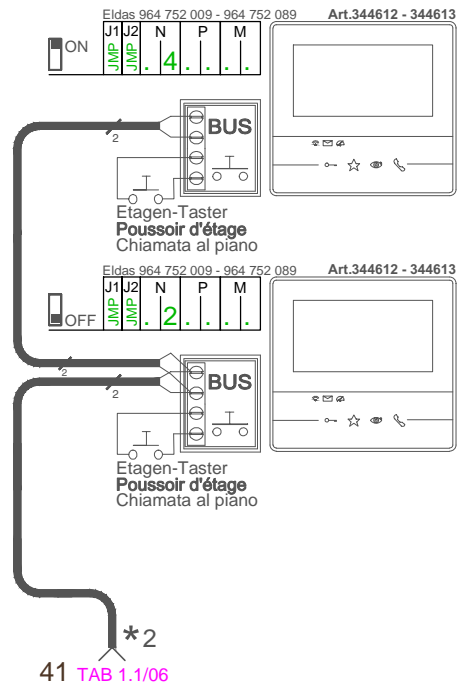 Eldas 964 752 009 - 964 752 089 Art.344612 - 344613
ON J1 J2 N P M
JMP JMP . 4 . . . .
2
BUS
Etagen-Taster
Poussoir d'étage
Chiamata al piano
Eldas 964 752 009 - 964 752 089 Art.344612 - 344613
J1 J2 N P M
OFF JMP JMP . 2 . . . .
2
2
BUS
Etagen-Taster
Poussoir d'étage
Chiamata al piano
*2
41 TAB 1.1/06